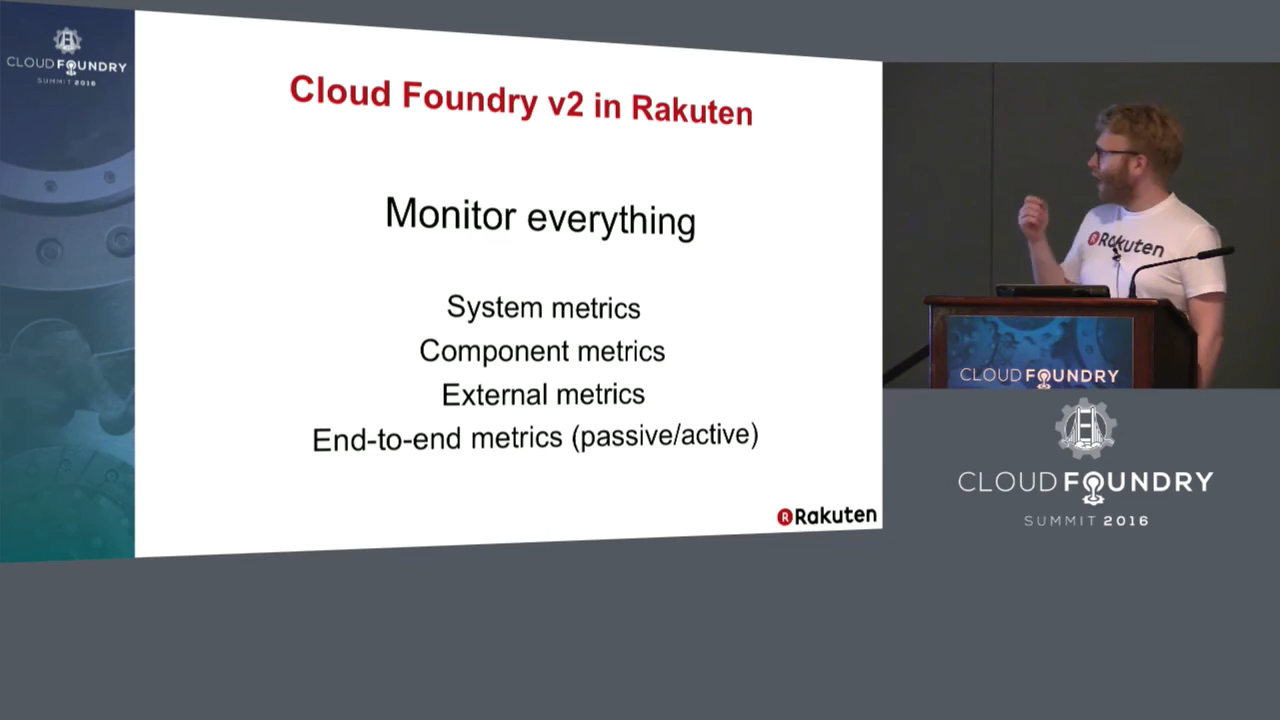 CLOUD FOUNDRY
SUMMIT 2016
Cloud Foundry v2 in Rakuten
Monitor everything
System metrics
Component metrics
External metrics
End-to-end metrics (passive/active)
R Rakuten
R Rakuten
CLOUD FOUNDRY
CLOUD FOUNDRY
SUMMIT 2016